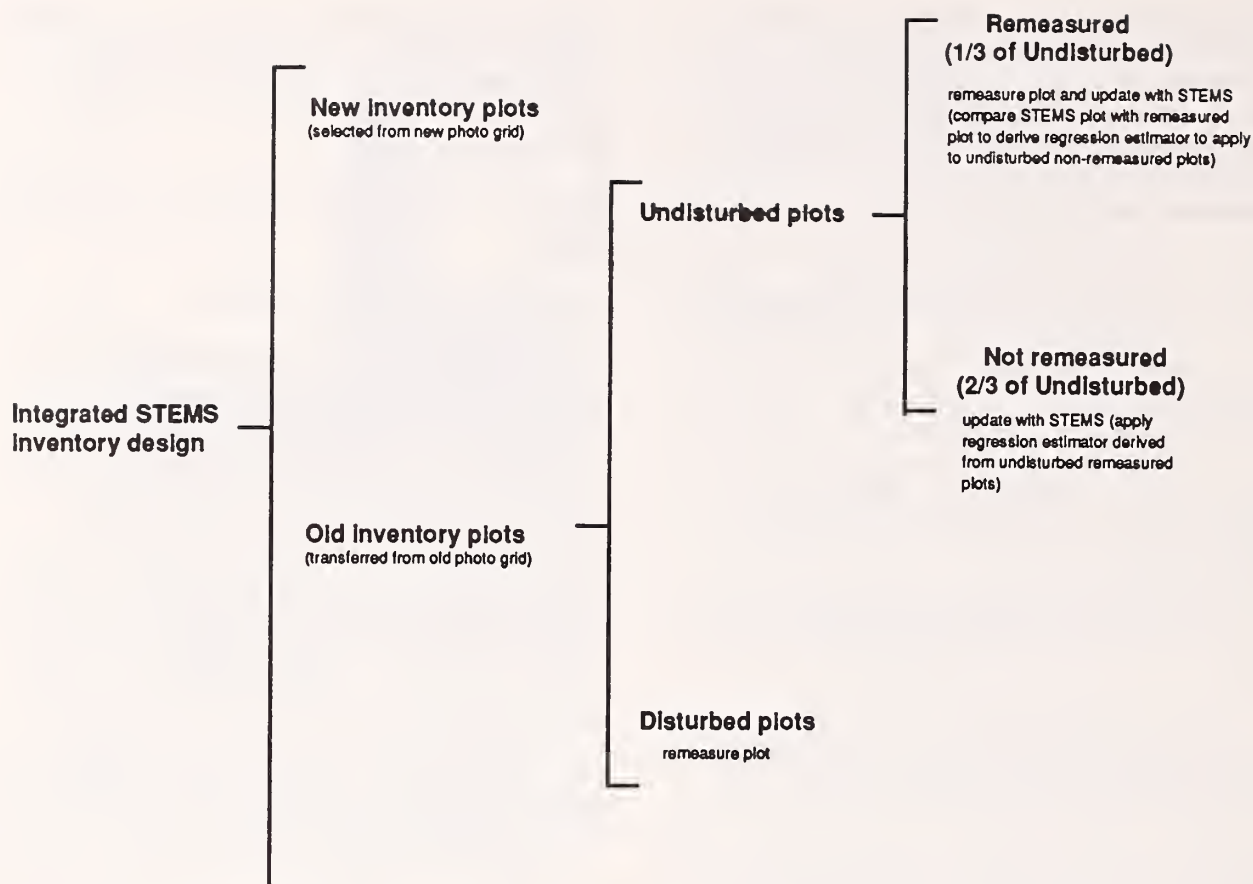 Integrated STEMS
inventory design
New inventory plots
(selected from new photo grid)
Old inventory plots
(transferred from old photo grid)
Undisturbed plots
Disturbed plots
remeasure plot
Remeasured
(1/3 of Undisturbed)
remeasure plot and update with STEMS
(compare STEMS plot with remeasured
plot to derive regression estimator to apply
to undisturbed non-remeasured plots)
Not remeasured
(2/3 of Undisturbed)
update with STEMS (apply
regression estimator derived
from undisturbed remeasured
plots)